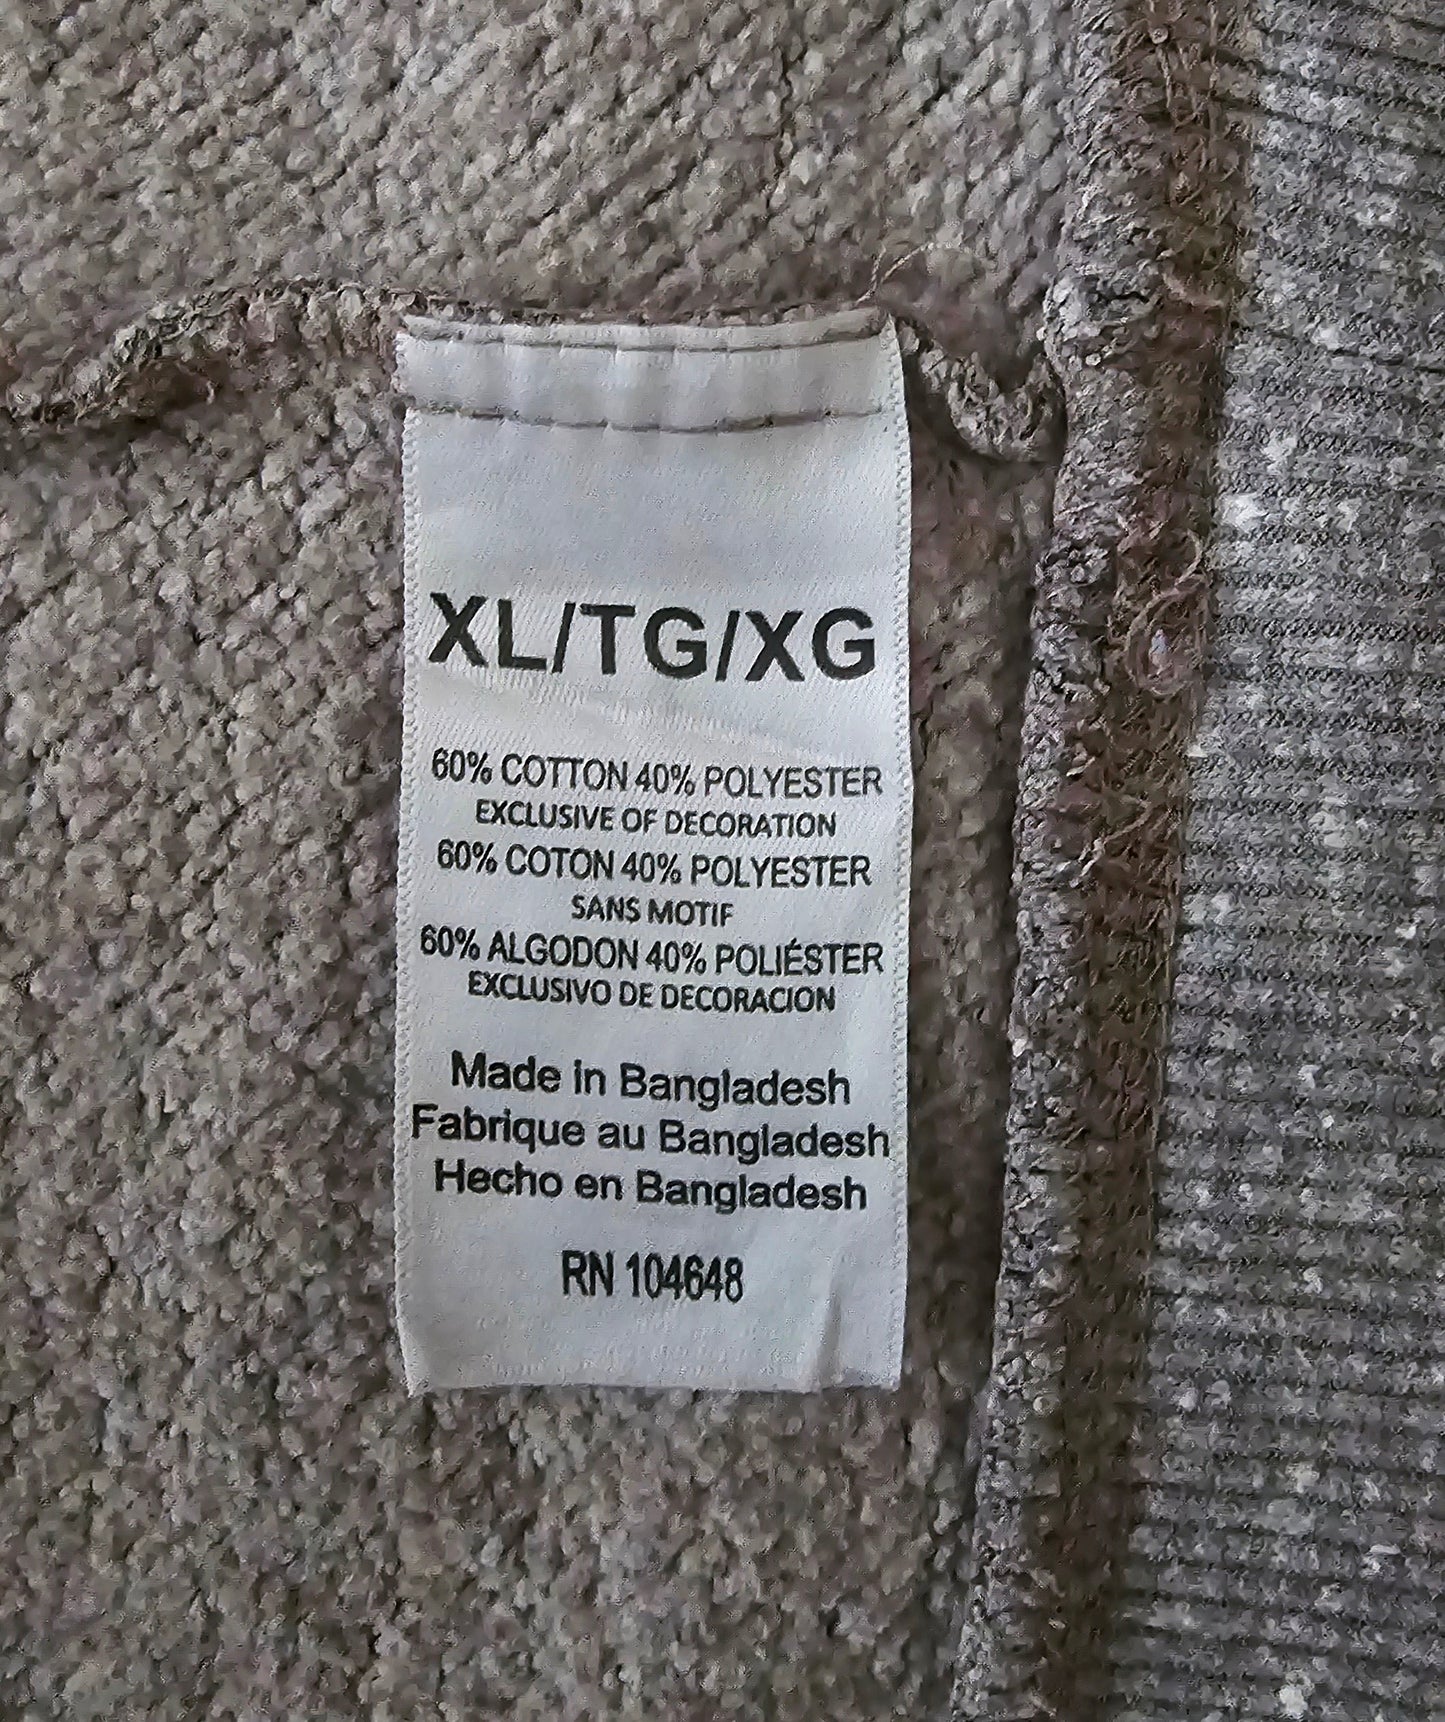 XL/TG/XG
60% COTTON 40% POLYESTER
EXCLUSIVE OF DECORATION
60% COTON 40% POLYESTER
SANS MOTIF
60% ALGODON 40% POLIÉSTER
EXCLUSIVO DE DECORACION
Made in Bangladesh
Fabrique au Bangladesh
Hecho en Bangladesh
RN 104648